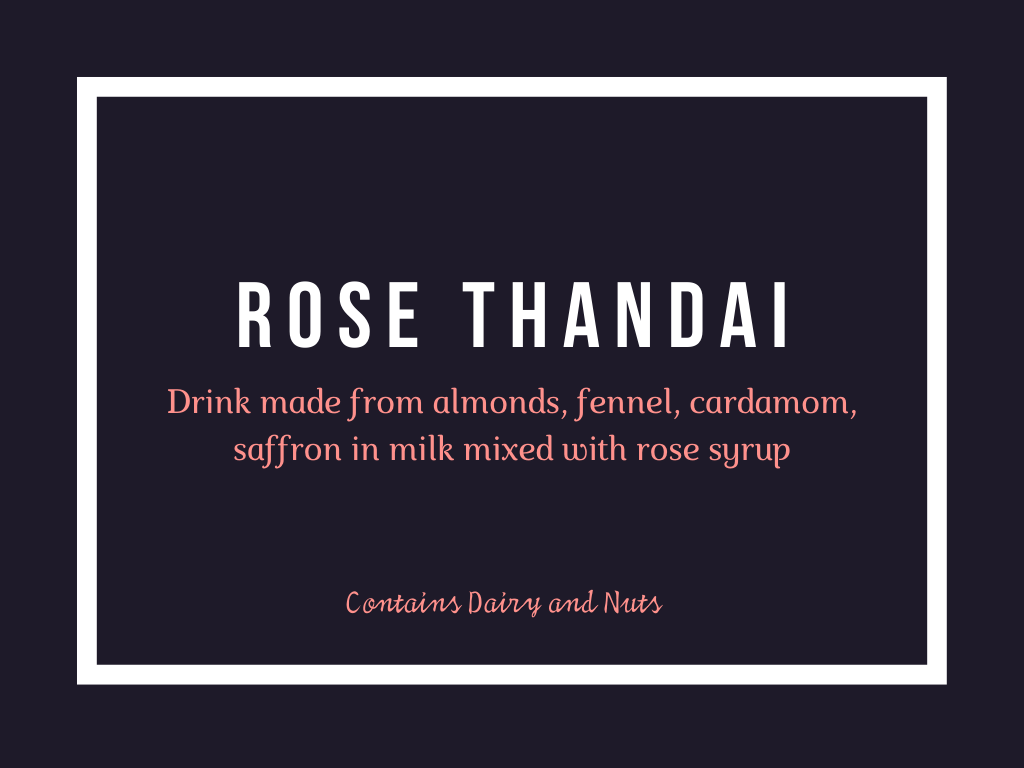 ROSE THANDAI
Drink made from almonds, fennel, cardamom,
saffron in milk mixed with rose syrup
Contains Dairy and Nuts